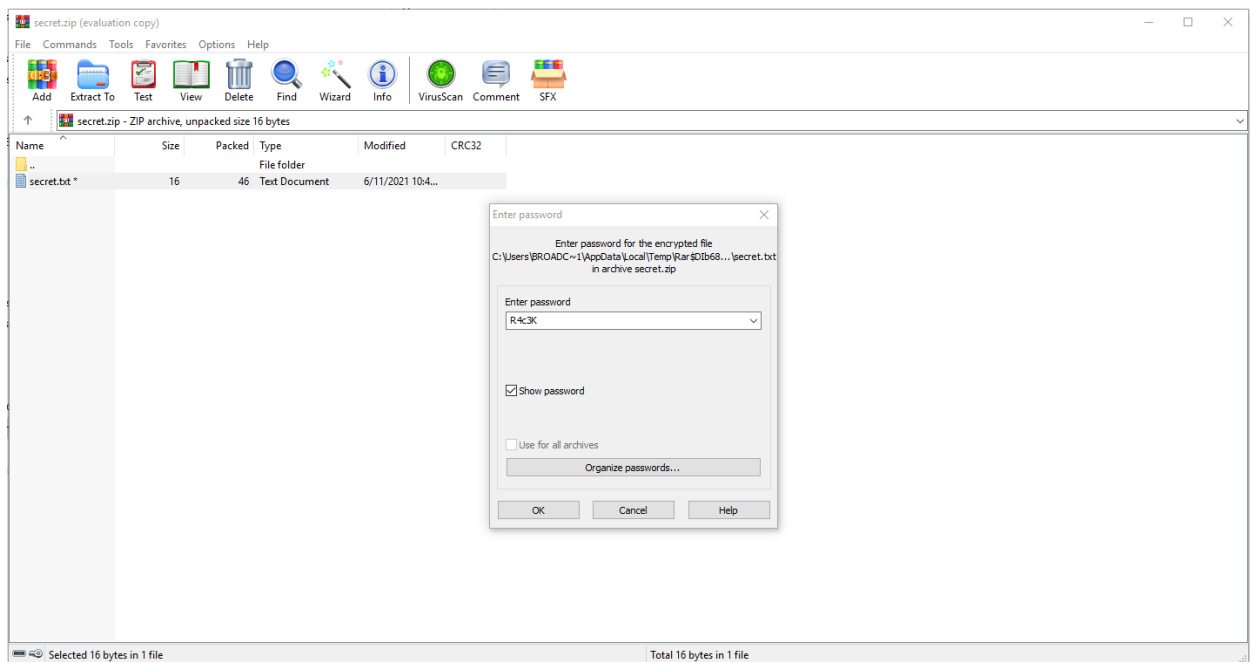 secret.zip (evaluation copy)
File Commands Tools Favorites Options Help
Add Extract To Test View Delete Find Wizard Info VirusScan Comment SFX
secret.zip - ZIP archive, unpacked size 16 bytes
Name Size Packed Type Modified CRC32
.. File folder
secret.txt * 16 46 Text Document 6/11/2021 10:4...
Enter password
Enter password for the encrypted file
C:\Users\BROADC~1\AppData\Local\Temp\Rar$DIb68...\secret.txt
in archive secret.zip
Enter password
R4c3K
Show password
Use for all archives
Organize passwords...
OK Cancel Help
Selected 16 bytes in 1 file Total 16 bytes in 1 file